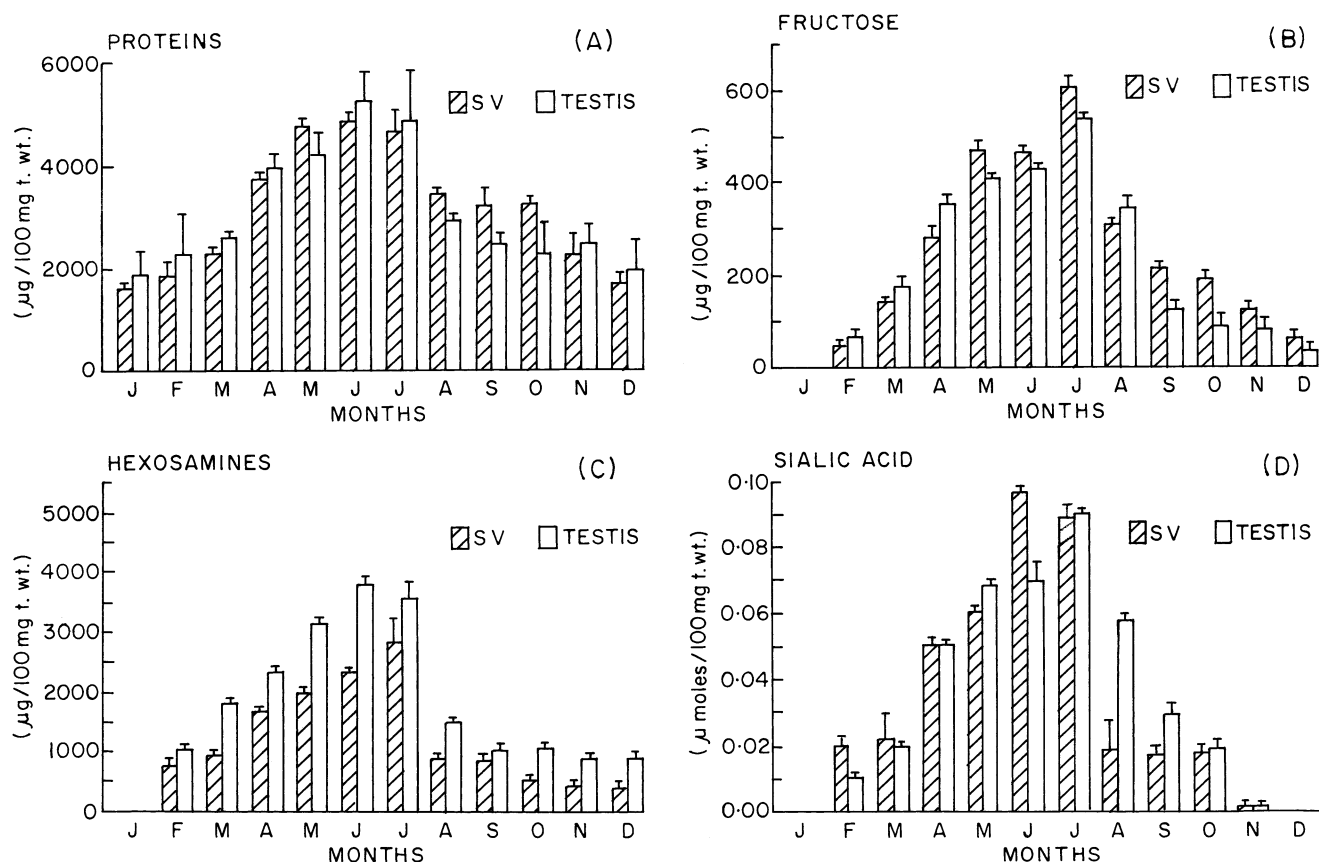 PROTEINS
(A)
6000
4000
2000
0
(µg/100mg t. wt.)
SV TESTIS
J F M A M J J A S O N D
MONTHS
FRUCTOSE
(B)
600
400
200
0
(µg/100mg t. wt.)
SV TESTIS
J F M A M J J A S O N D
MONTHS
HEXOSAMINES
(C)
5000
4000
3000
2000
1000
0
(µg/100mg t. wt.)
SV TESTIS
J F M A M J J A S O N D
MONTHS
SIALIC ACID
(D)
0·10
0·08
0·06
0·04
0·02
0·00
(µ moles/100mg t.wt.)
SV TESTIS
J F M A M J J A S O N D
MONTHS